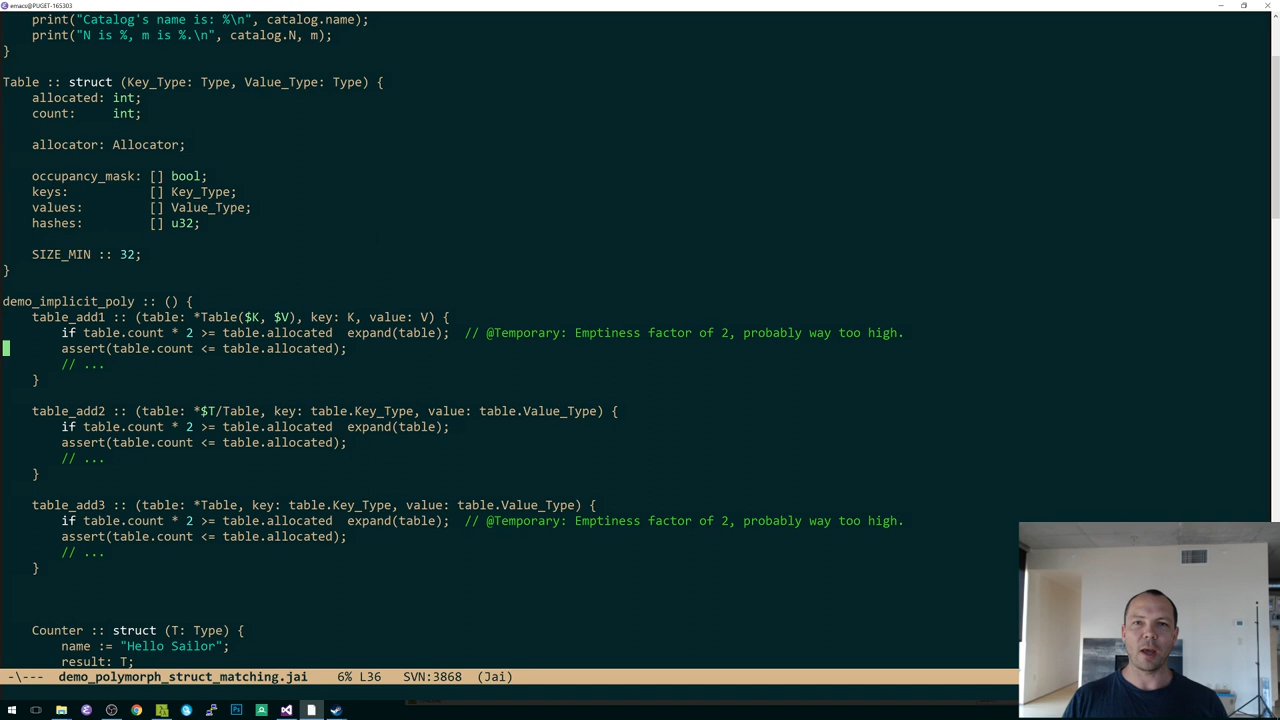 emacs@PUGET-165303
    print("Catalog's name is: %\n", catalog.name);
    print("N is %, m is %.\n", catalog.N, m);
}
Table :: struct (Key_Type: Type, Value_Type: Type) {
    allocated: int;
    count:     int;
    allocator: Allocator;
    occupancy_mask: [] bool;
    keys:           [] Key_Type;
    values:         [] Value_Type;
    hashes:         [] u32;
    SIZE_MIN :: 32;
}
demo_implicit_poly :: () {
    table_add1 :: (table: *Table($K, $V), key: K, value: V) {
        if table.count * 2 >= table.allocated  expand(table);  // @Temporary: Emptiness factor of 2, probably way too high.
        assert(table.count <= table.allocated);
        // ...
    }
    table_add2 :: (table: *$T/Table, key: table.Key_Type, value: table.Value_Type) {
        if table.count * 2 >= table.allocated  expand(table);
        assert(table.count <= table.allocated);
        // ...
    }
    table_add3 :: (table: *Table, key: table.Key_Type, value: table.Value_Type) {
        if table.count * 2 >= table.allocated  expand(table);  // @Temporary: Emptiness factor of 2, probably way too high.
        assert(table.count <= table.allocated);
        // ...
    }
    Counter :: struct (T: Type) {
        name := "Hello Sailor";
        result: T;
-\---  demo_polymorph_struct_matching.jai    6% L36   SVN:3868  (Jai)